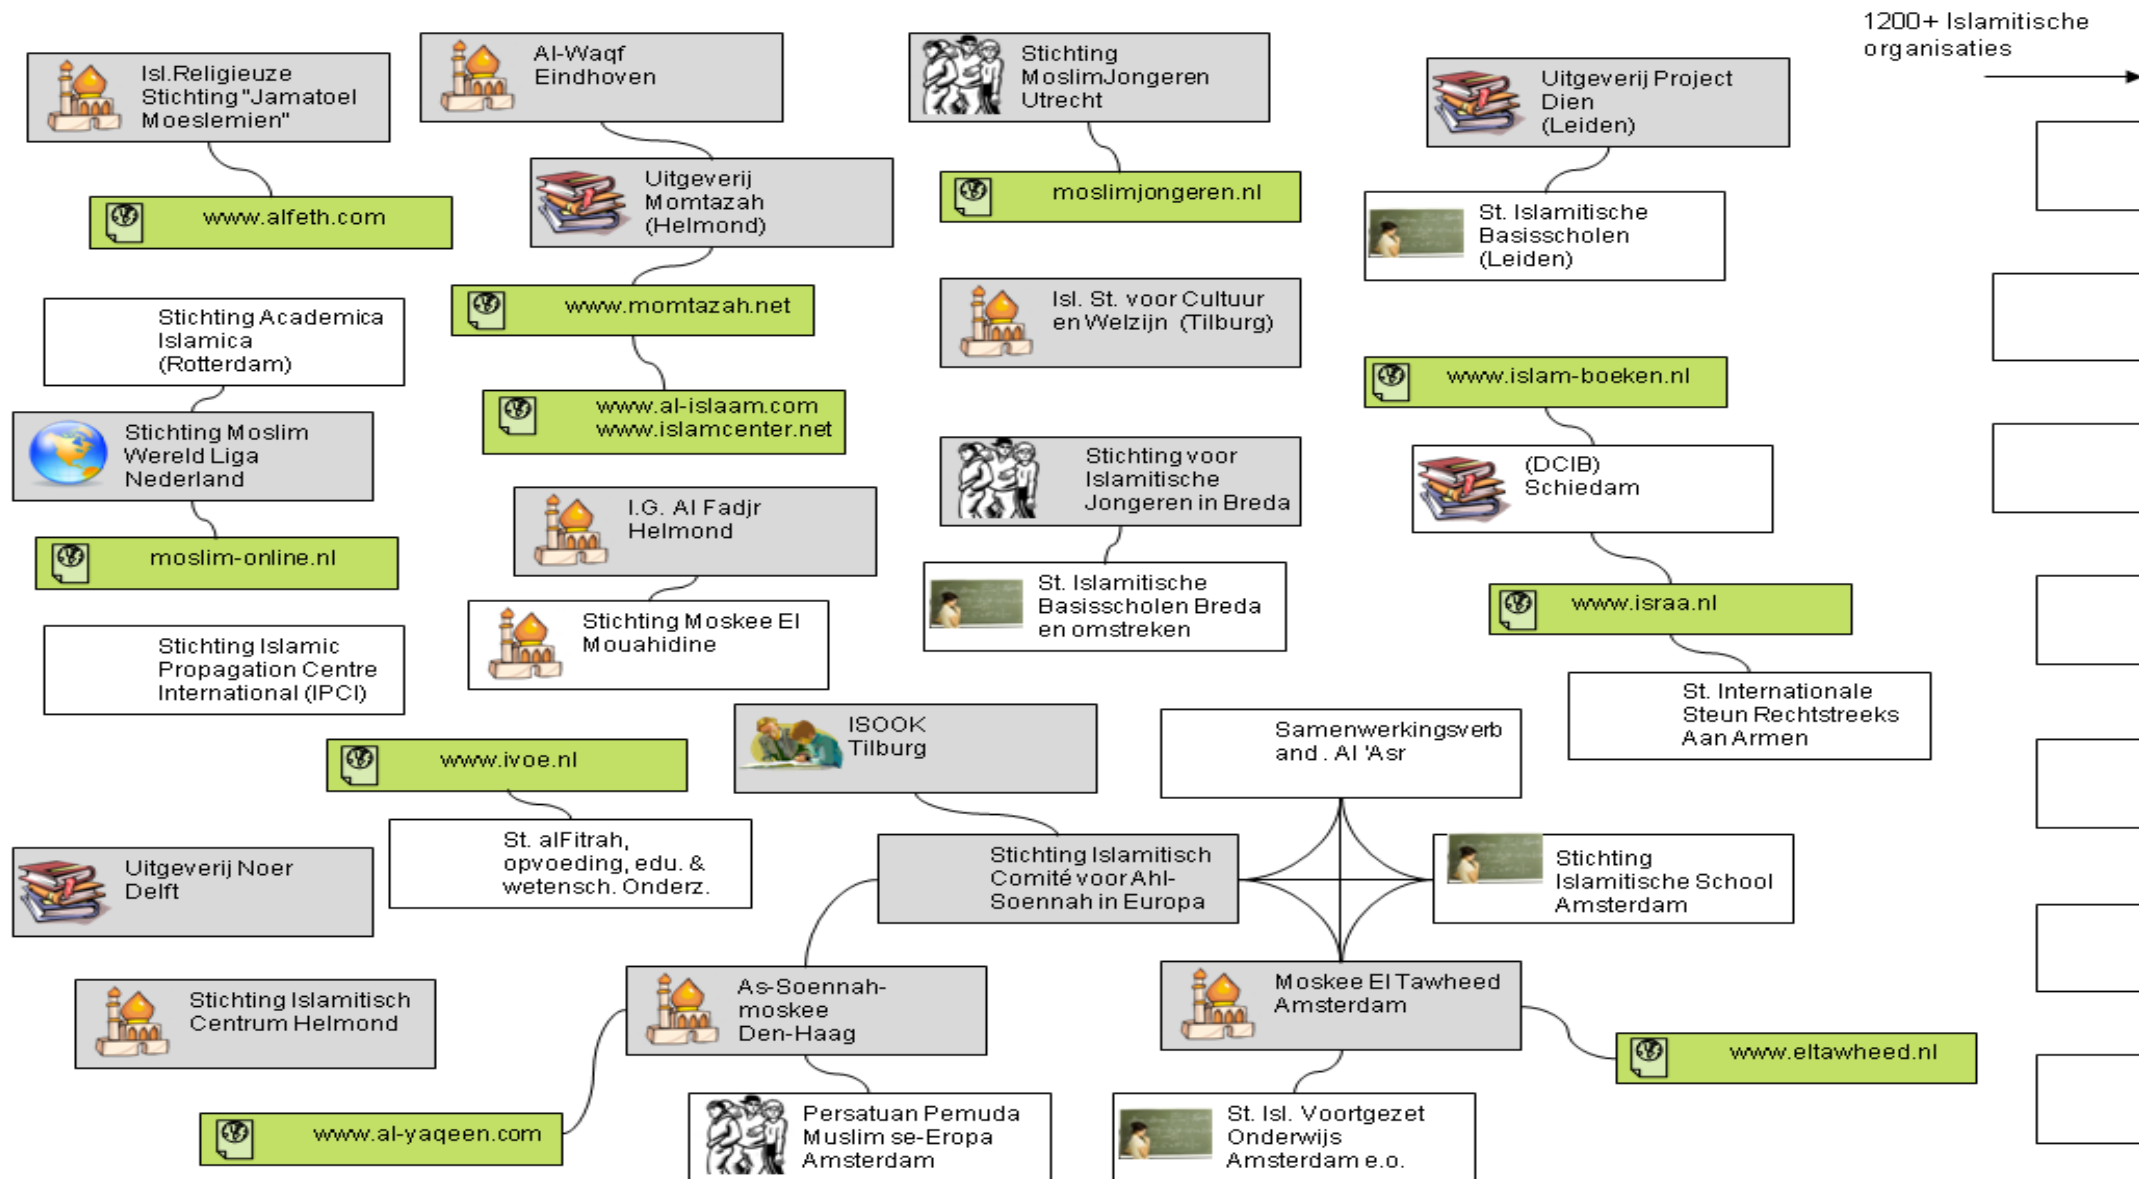 1200+ Islamitische
organisaties
Isl.Religieuze
Stichting "Jamatoel
Moeslemien"
www.alfeth.com
Al-Waqf
Eindhoven
Uitgeverij
Momtazah
(Helmond)
www.momtazah.net
www.al-islaam.com
www.islamcenter.net
Stichting
MoslimJongeren
Utrecht
moslimjongeren.nl
Uitgeverij Project
Dien
(Leiden)
St. Islamitische
Basisscholen
(Leiden)
Isl. St. voor Cultuur
en Welzijn (Tilburg)
Stichting Academica
Islamica
(Rotterdam)
Stichting Moslim
Wereld Liga
Nederland
moslim-online.nl
Stichting Islamic
Propagation Centre
International (IPCI)
I.G. Al Fadjr
Helmond
Stichting Moskee El
Mouahidine
Stichting voor
Islamitische
Jongeren in Breda
St. Islamitische
Basisscholen Breda
en omstreken
www.islam-boeken.nl
(DCIB)
Schiedam
www.israa.nl
St. Internationale
Steun Rechtstreeks
Aan Armen
www.ivoe.nl
St. alFitrah,
opvoeding, edu. &
wetensch. Onderz.
ISOOK
Tilburg
Samenwerkingsverb
and . Al 'Asr
Stichting Islamitisch
Comité voor Ahl-
Soennah in Europa
Stichting
Islamitische School
Amsterdam
Uitgeverij Noer
Delft
Stichting Islamitisch
Centrum Helmond
As-Soennah-
moskee
Den-Haag
Moskee El Tawheed
Amsterdam
www.eltawheed.nl
www.al-yaqeen.com
Persatuan Pemuda
Muslim se-Eropa
Amsterdam
St. Isl. Voortgezet
Onderwijs
Amsterdam e.o.